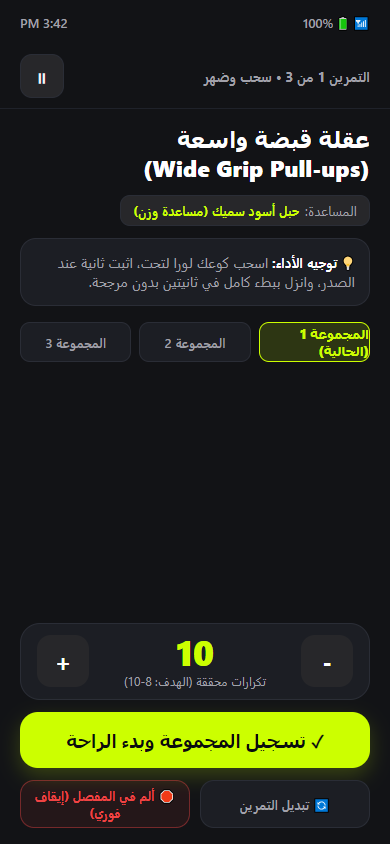 PM 3:42
100% 🔋 📶
التمرين 1 من 3 • سحب وضهر
⏸
عقلة قبضة واسعة
(Wide Grip Pull-ups)
المساعدة: حبل أسود سميك (مساعدة وزن)
💡 توجيه الأداء: اسحب كوعك لورا لتحت، اثبت ثانية عند
الصدر، وانزل ببطء كامل في ثانيتين بدون مرجحة.
المجموعة 1
(الحالية)
المجموعة 2
المجموعة 3
-
10
تكرارات محققة (الهدف: 8-10)
+
✓ تسجيل المجموعة وبدء الراحة
🔄 تبديل التمرين
🛑 ألم في المفصل (إيقاف
فوري)